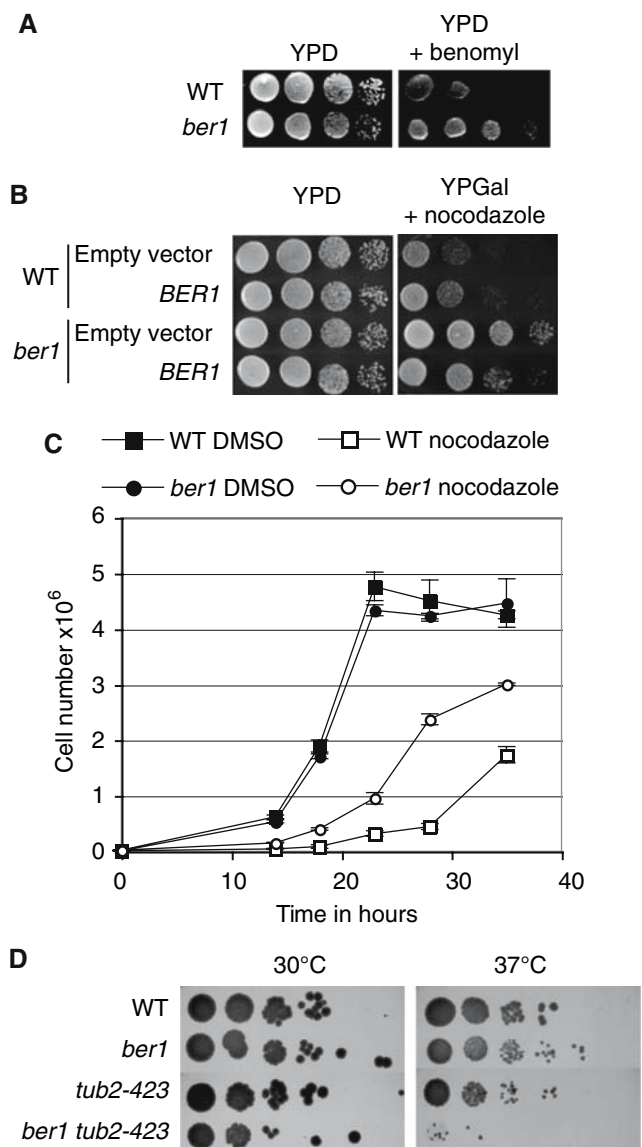 A
YPD
YPD
+ benomyl
WT
ber1
B
YPD
YPGal
+ nocodazole
WT
Empty vector
BER1
ber1
Empty vector
BER1
C
WT DMSO
WT nocodazole
ber1 DMSO
ber1 nocodazole
6
5
4
3
2
1
0
Cell number x10⁶
0
10
20
30
40
Time in hours
D
30°C
37°C
WT
ber1
tub2-423
ber1 tub2-423